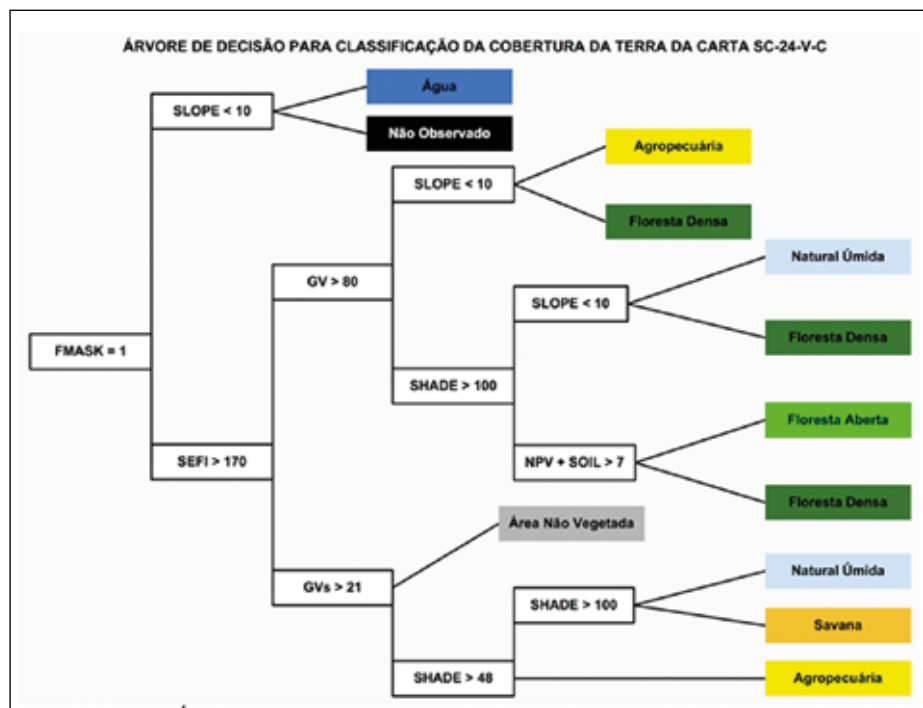 ÁRVORE DE DECISÃO PARA CLASSIFICAÇÃO DA COBERTURA DA TERRA DA CARTA SC-24-V-C
Água
SLOPE < 10
Não Observado
Agropecuária
SLOPE < 10
Floresta Densa
Natural Úmida
GV > 80
SLOPE < 10
Floresta Densa
FMASK = 1
SHADE > 100
Floresta Aberta
SEFI > 170
NPV + SOIL > 7
Floresta Densa
Área Não Vegetada
Natural Úmida
GVs > 21
SHADE > 100
Savana
SHADE > 48
Agropecuária